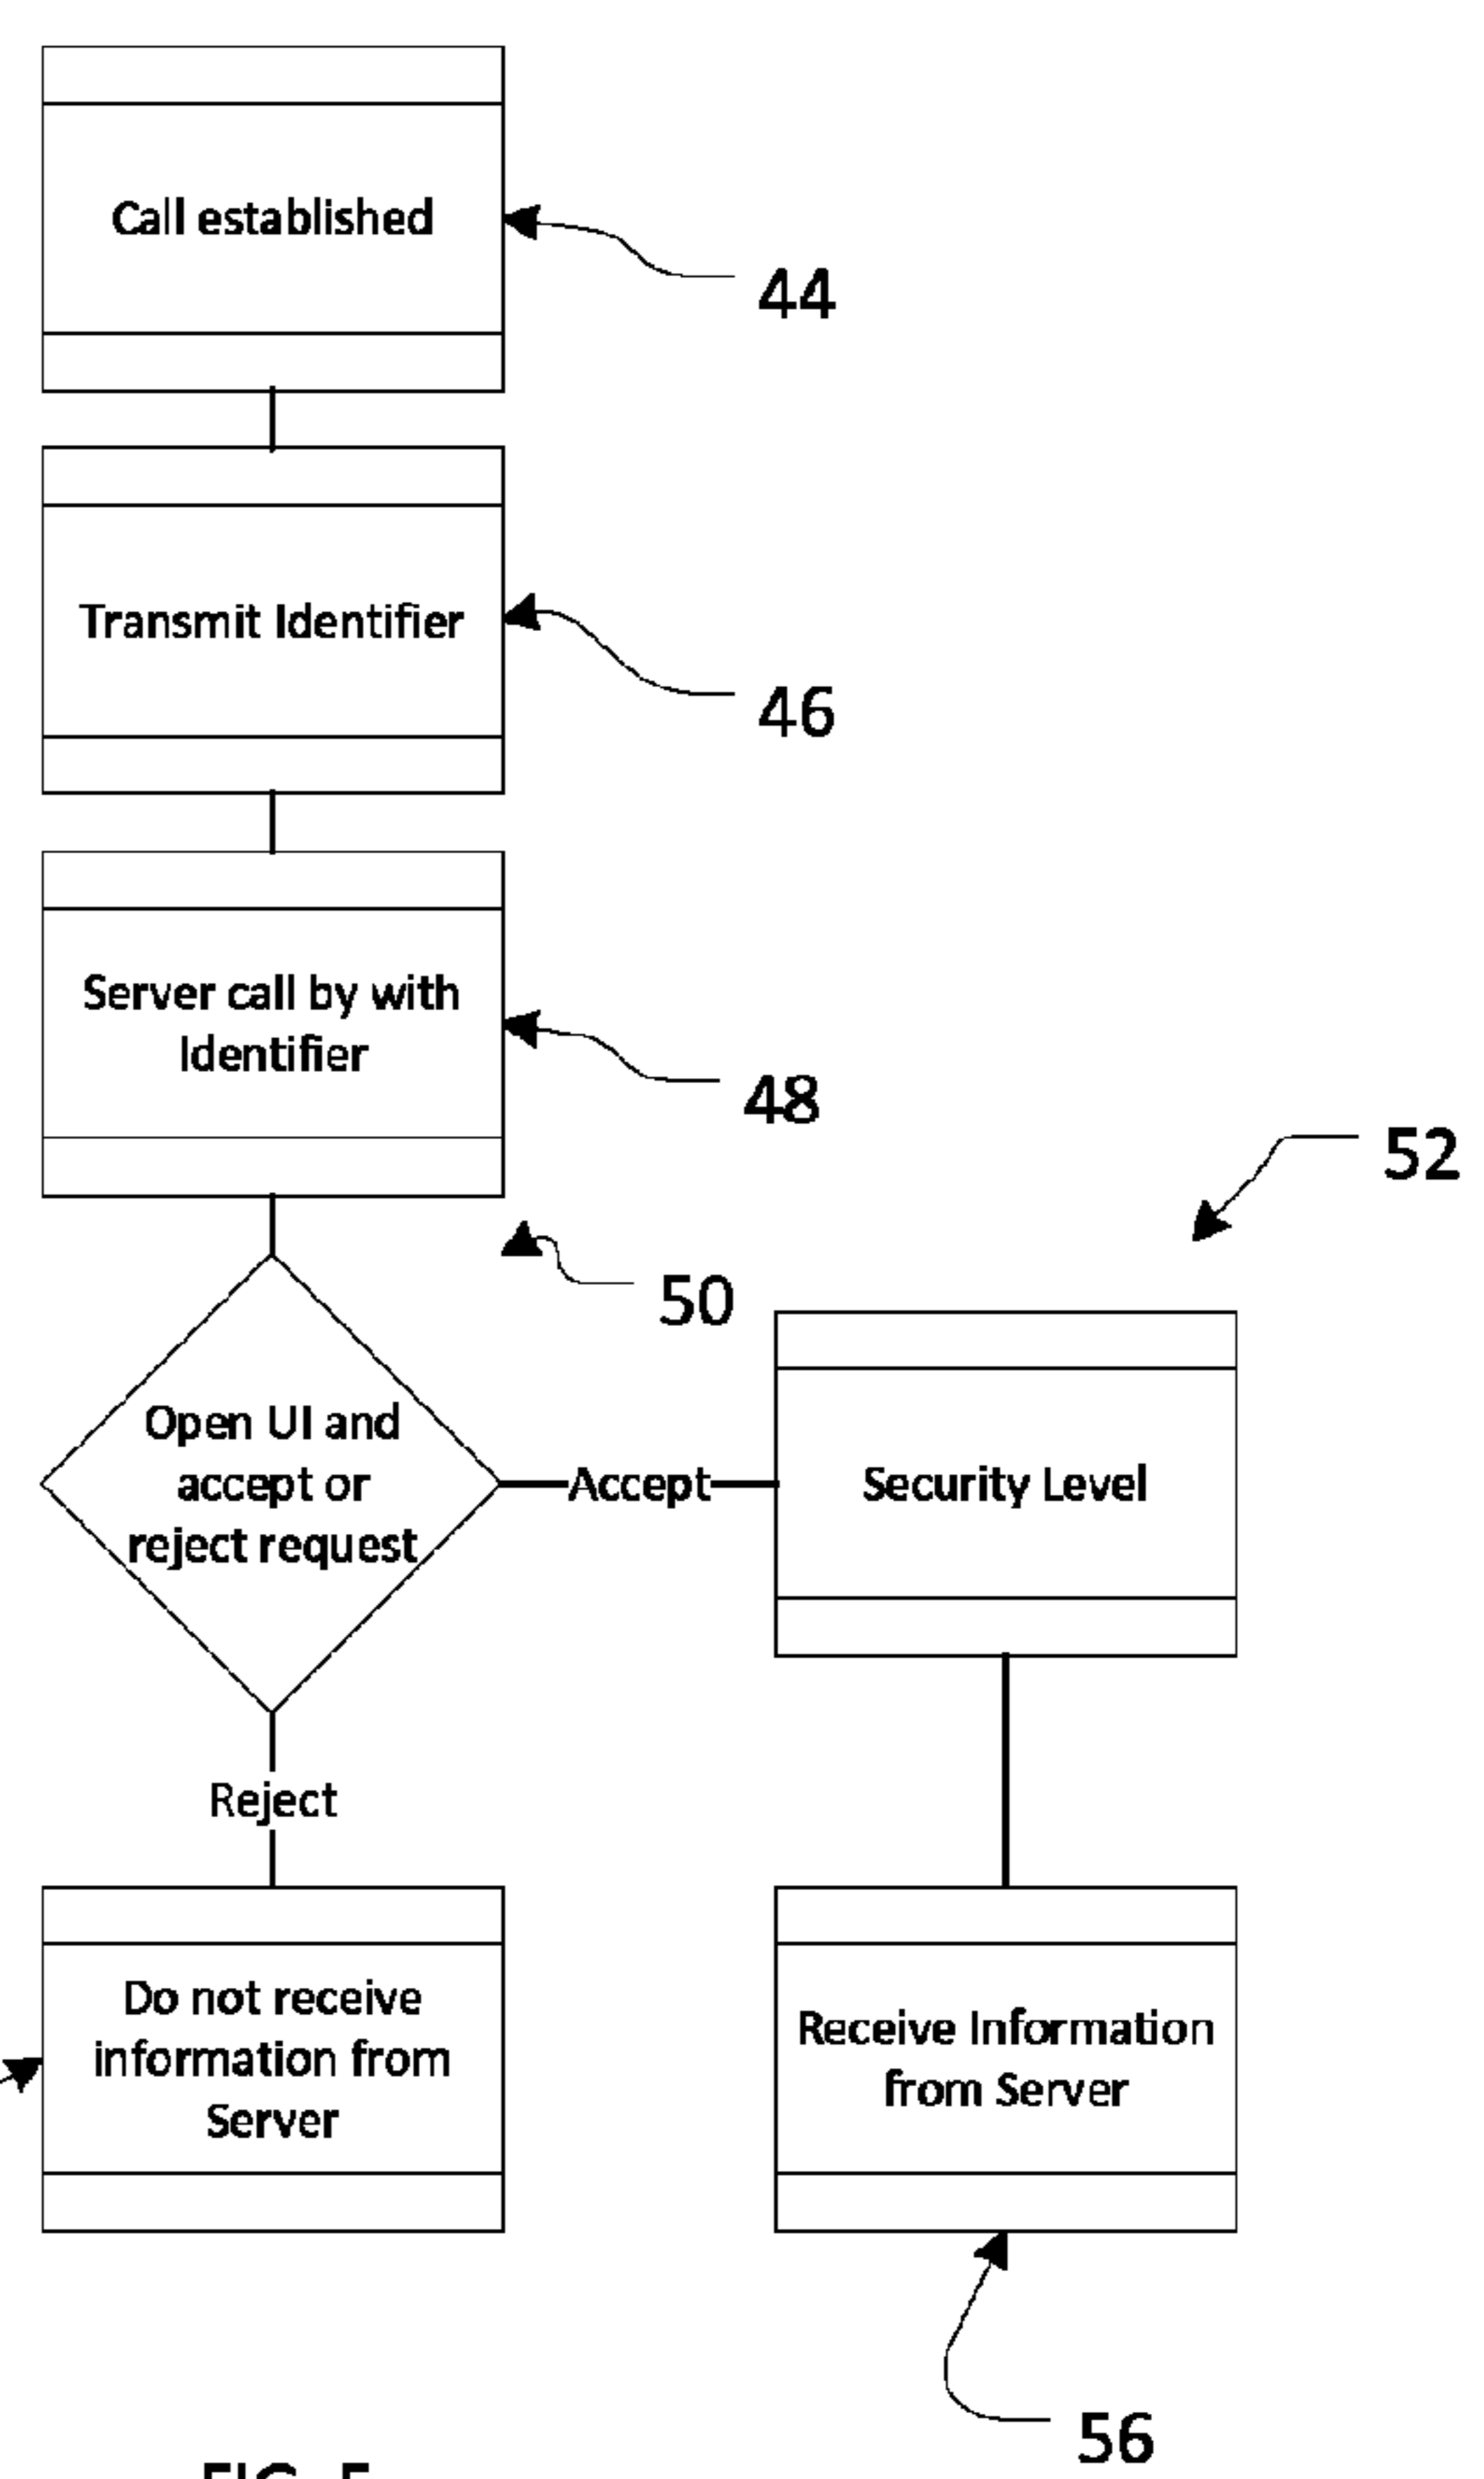 Call established
44
Transmit Identifier
46
Server call by with
Identifier
48
52
50
Open UI and
accept or
reject request
Accept
Security Level
Reject
Do not receive
information from
Server
Receive Information
from Server
56